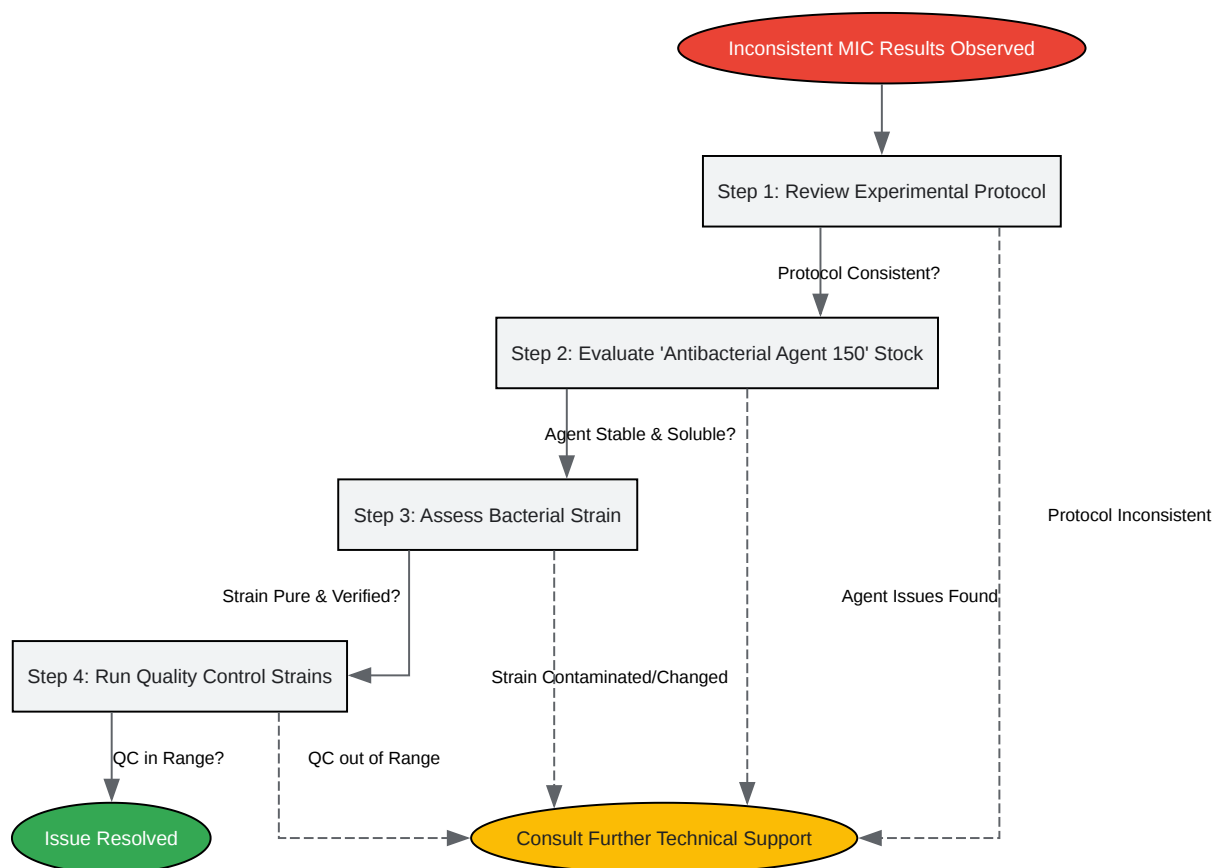 Inconsistent MIC Results Observed
Step 1: Review Experimental Protocol
Protocol Consistent?
Step 2: Evaluate 'Antibacterial Agent 150' Stock
Agent Stable & Soluble?
Step 3: Assess Bacterial Strain
Protocol Inconsistent
Strain Pure & Verified?
Agent Issues Found
Step 4: Run Quality Control Strains
Strain Contaminated/Changed
QC in Range?
QC out of Range
Issue Resolved
Consult Further Technical Support